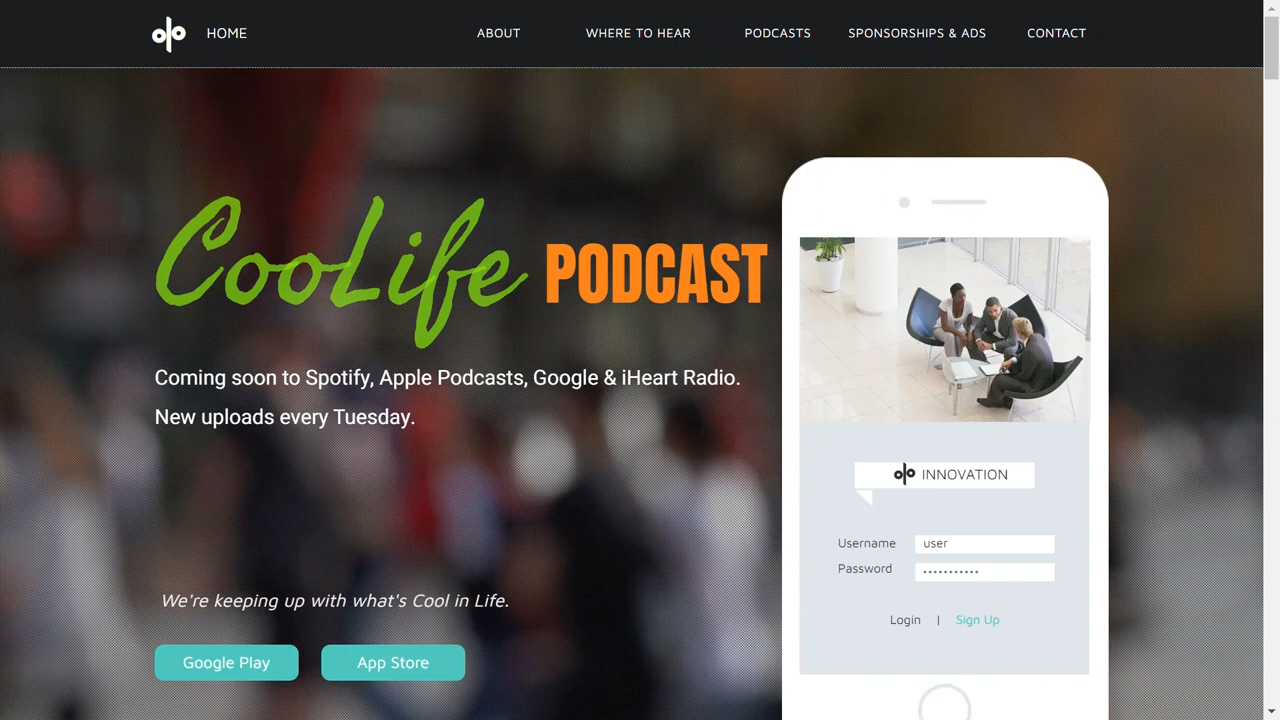 HOME
ABOUT
WHERE TO HEAR
PODCASTS
SPONSORSHIPS & ADS
CONTACT
CooLife PODCAST
Coming soon to Spotify, Apple Podcasts, Google & iHeart Radio.
New uploads every Tuesday.
INNOVATION
Username user
Password •••••••••••
Login | Sign Up
We're keeping up with what's Cool in Life.
Google Play
App Store